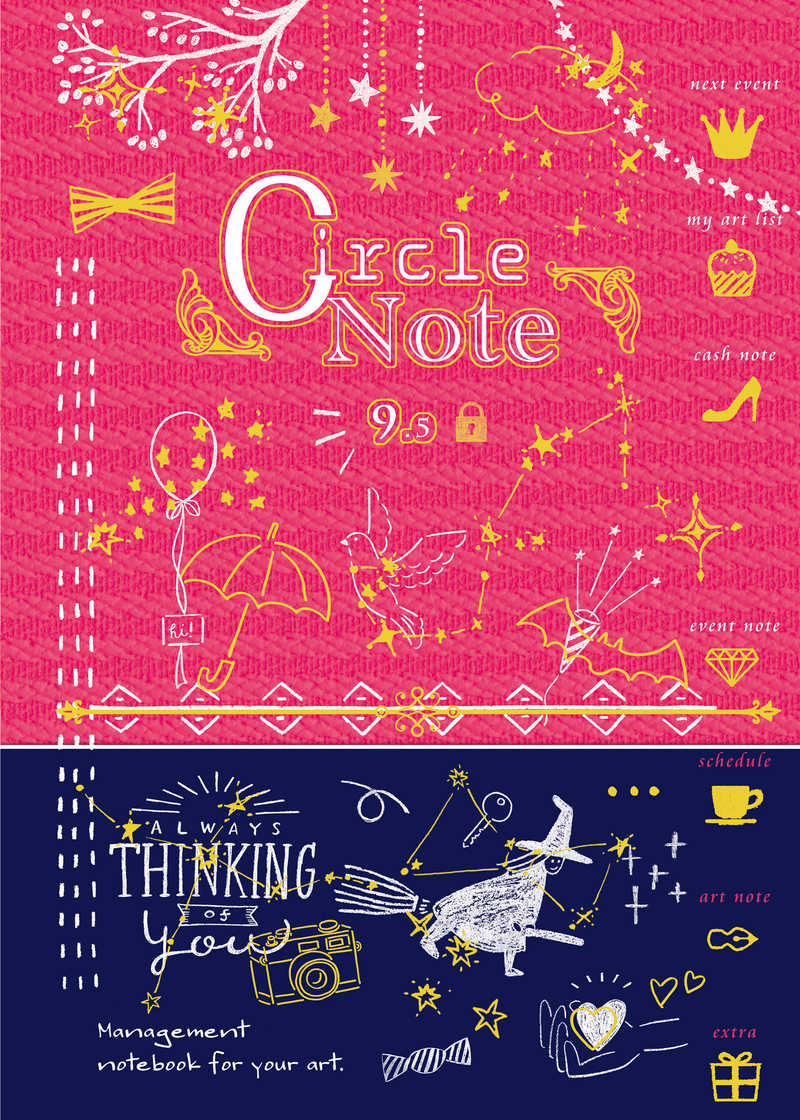 next event
my art list
Circle
Note
9.5
cash note
hi!
event note
schedule
ALWAYS
THINKING
of
you
art note
Management
notebook for your art.
extra